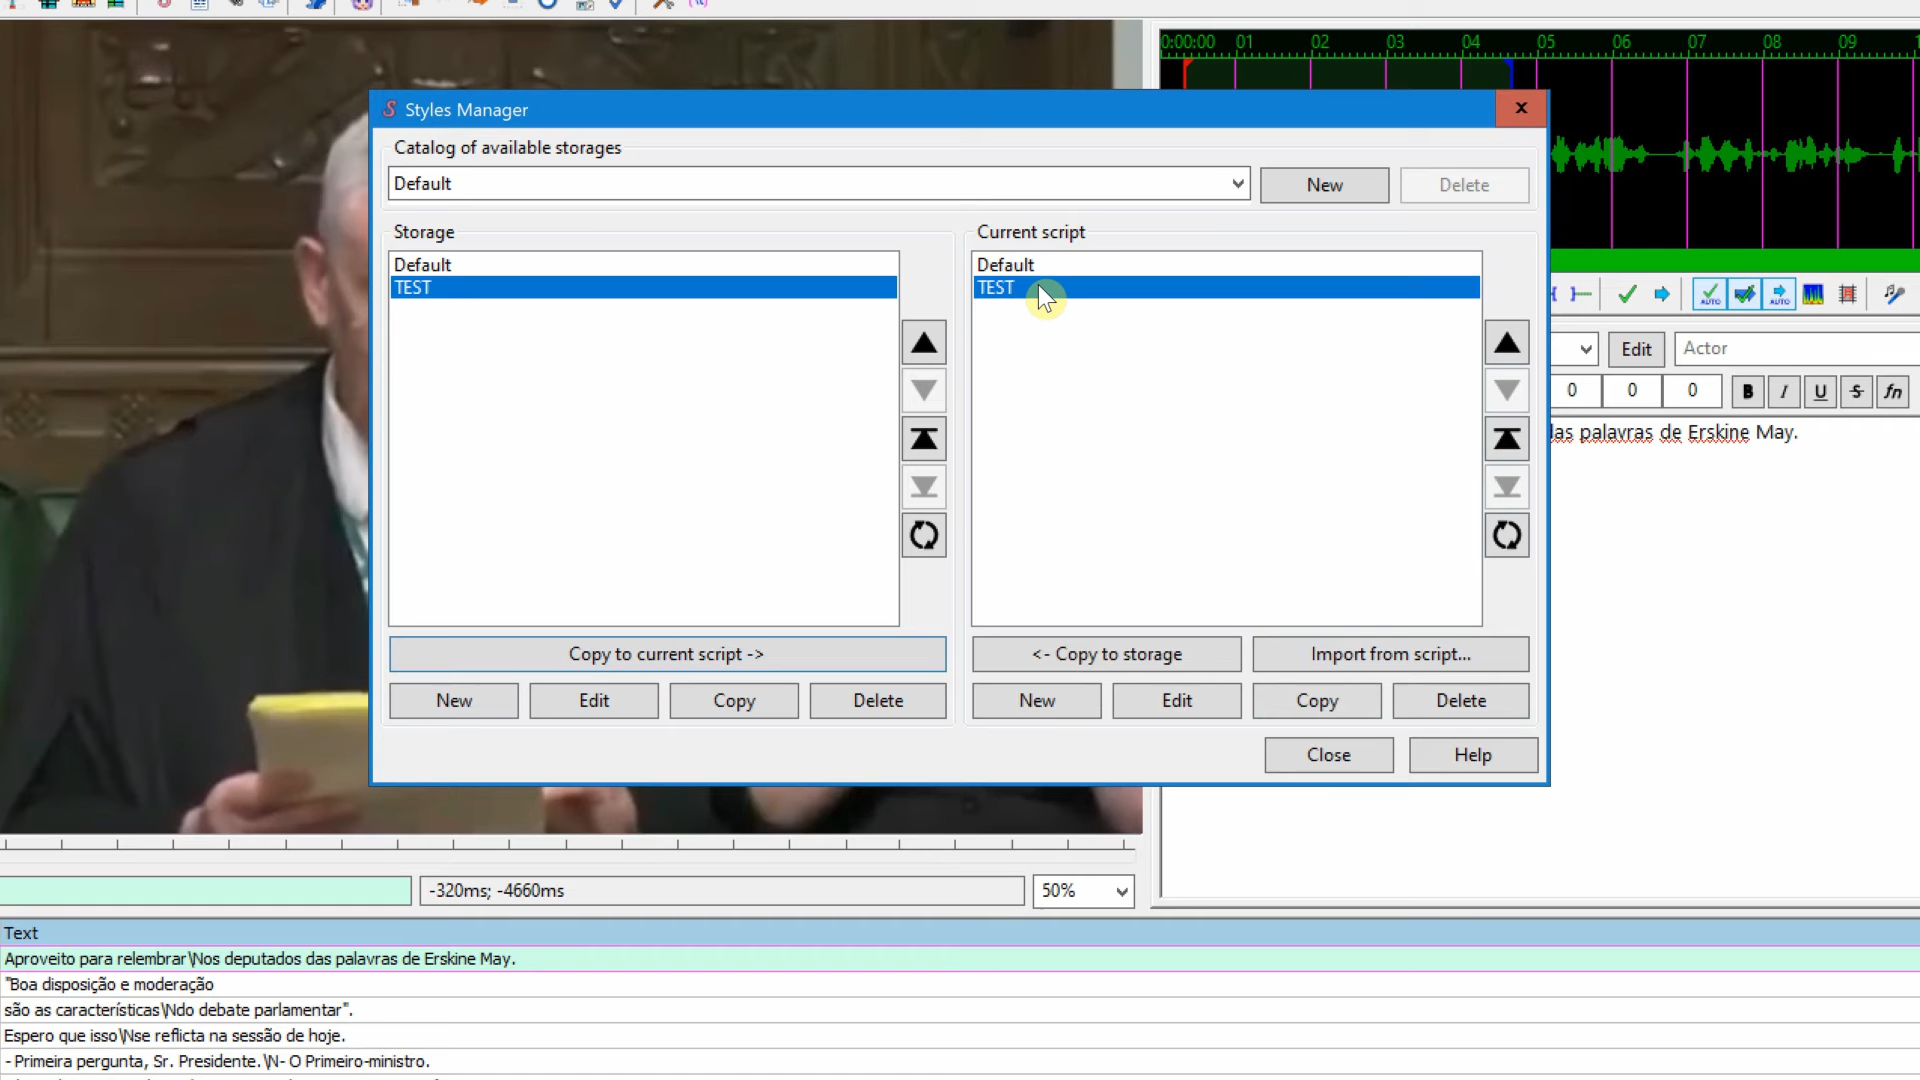 Styles Manager
Catalog of available storages
Default
New
Delete
Storage
Default
TEST
Copy to current script ->
New
Edit
Copy
Delete
Current script
Default
TEST
<- Copy to storage
Import from script...
New
Edit
Copy
Delete
Close
Help
0:00:00 01 02 03 04 05 06 07 08 09
AUTO
AUTO
Edit
Actor
0
0
0
B
I
U
S
fn
das palavras de Erskine May.
-320ms; -4660ms
50%
Text
Aproveito para relembrar\Nos deputados das palavras de Erskine May.
"Boa disposição e moderação
são as características\Ndo debate parlamentar".
Espero que isso\Nse reflicta na sessão de hoje.
- Primeira pergunta, Sr. Presidente.\N- O Primeiro-ministro.